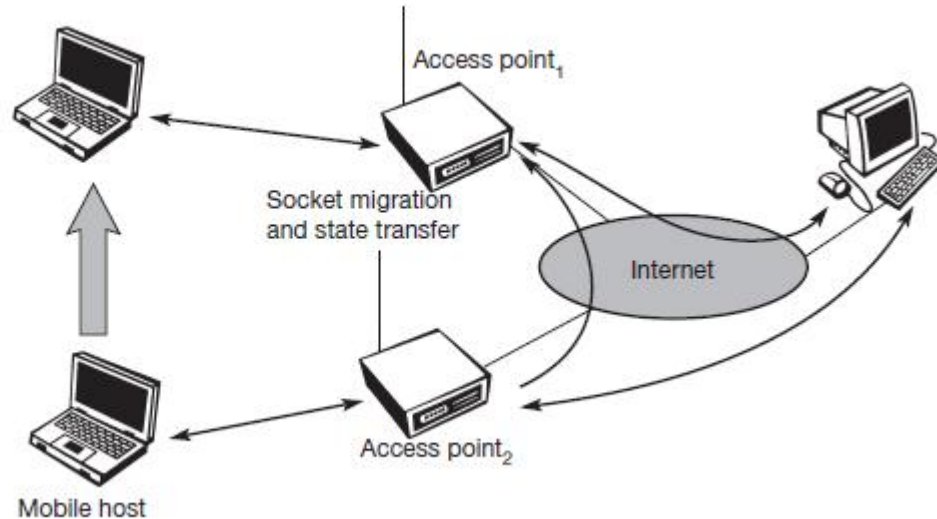 Access point₁
Socket migration
and state transfer
Internet
Access point₂
Mobile host